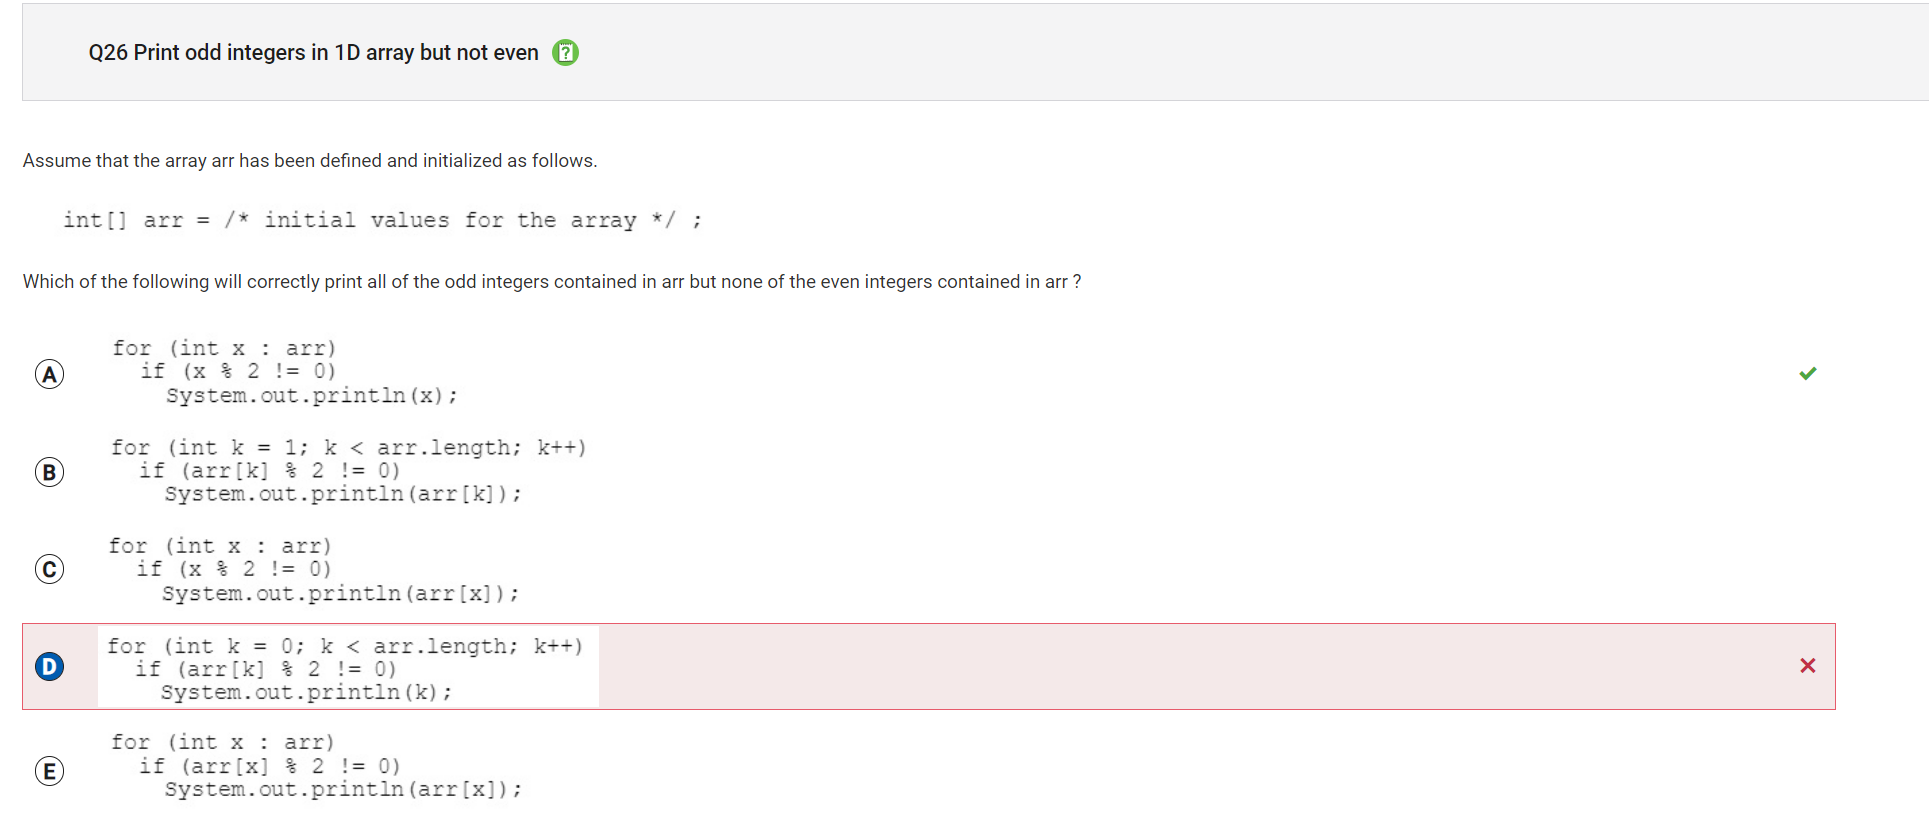 Q26 Print odd integers in 1D array but not even
Assume that the array arr has been defined and initialized as follows.
int[] arr = /* initial values for the array */ ;
Which of the following will correctly print all of the odd integers contained in arr but none of the even integers contained in arr ?
A
for (int x : arr)
if (x % 2 != 0)
System.out.println(x);
B
for (int k = 1; k < arr.length; k++)
if (arr[k] % 2 != 0)
System.out.println(arr[k]);
C
for (int x : arr)
if (x % 2 != 0)
System.out.println(arr[x]);
D
for (int k = 0; k < arr.length; k++)
if (arr[k] % 2 != 0)
System.out.println(k);
E
for (int x : arr)
if (arr[x] % 2 != 0)
System.out.println(arr[x]);